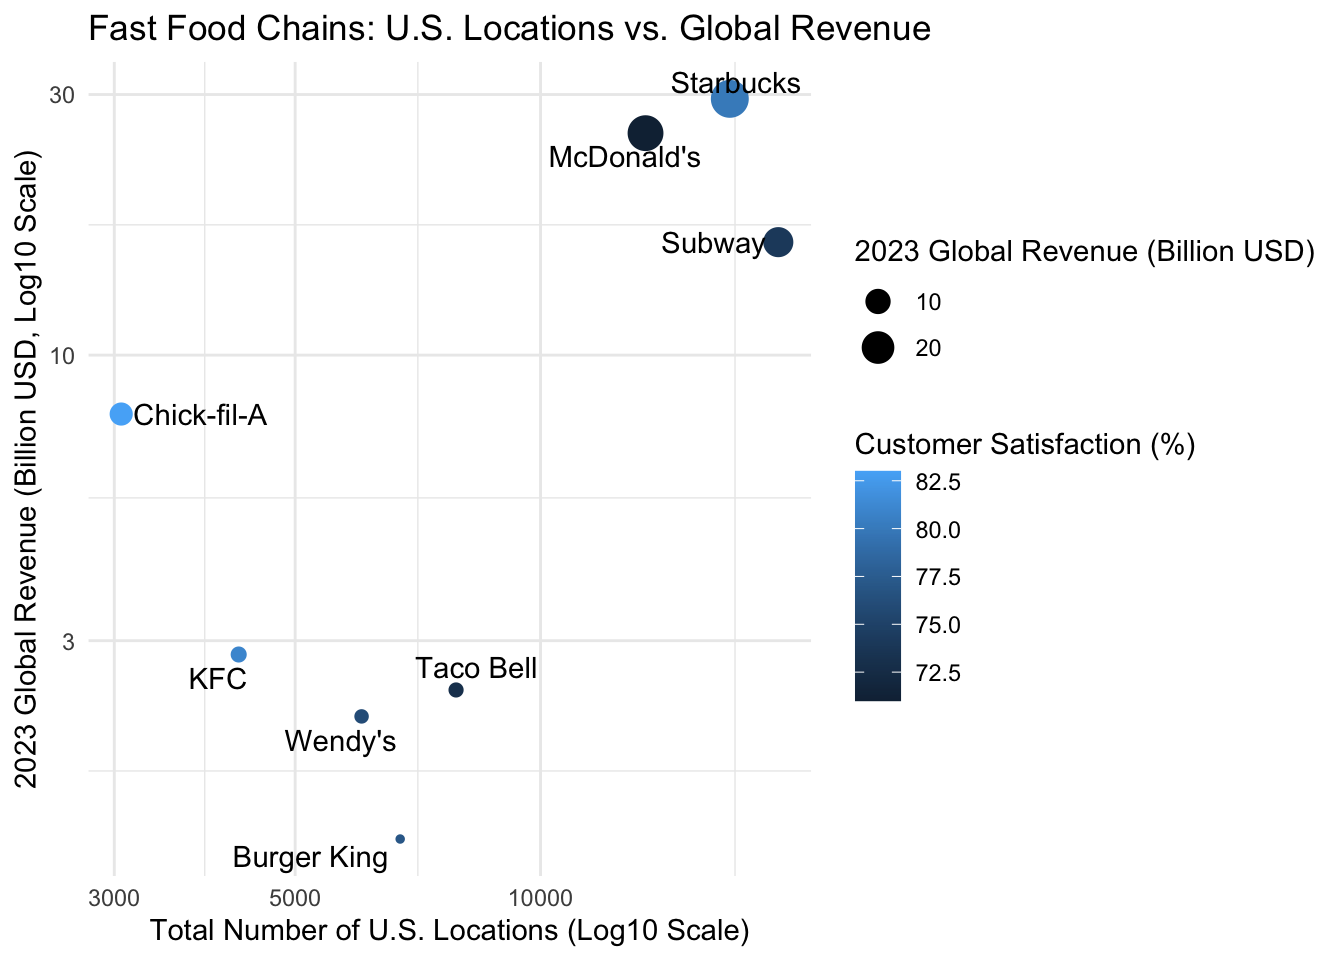 Fast Food Chains: U.S. Locations vs. Global Revenue
2023 Global Revenue (Billion USD, Log10 Scale)
30
10
3
Starbucks
McDonald's
Subway
Chick-fil-A
KFC
Taco Bell
Wendy's
Burger King
3000
5000
10000
Total Number of U.S. Locations (Log10 Scale)
2023 Global Revenue (Billion USD)
10
20
Customer Satisfaction (%)
82.5
80.0
77.5
75.0
72.5